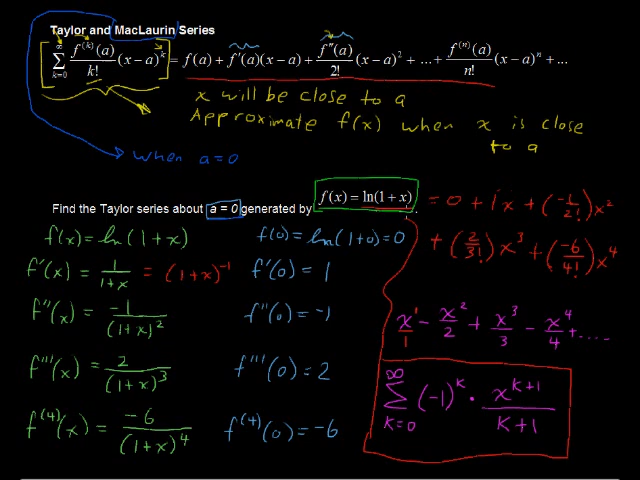 Taylor and MacLaurin Series
∑_{k=0}^{∞} f^{(k)}(a)/k! (x−a)^k = f(a) + f'(a)(x−a) + f''(a)/2! (x−a)^2 + ... + f^{(n)}(a)/n! (x−a)^n + ...
x will be close to a
Approximate f(x) when x is close
to a
when a=0
Find the Taylor series about a = 0 generated by f(x) = ln(1 + x).
= 0 + 1x + (-1/2!)x^2
+ (2/3!)x^3 + (-6/4!)x^4
f(x) = ln(1+x)
f(0) = ln(1+0) = 0
f'(x) = 1/(1+x) = (1+x)^{-1}
f'(0) = 1
f''(x) = -1/(1+x)^2
f''(0) = -1
f'''(x) = 2/(1+x)^3
f'''(0) = 2
f^{(4)}(x) = -6/(1+x)^4
f^{(4)}(0) = -6
x^1/1 - x^2/2 + x^3/3 - x^4/4 + ....
∑_{K=0}^{∞} (-1)^K · x^{K+1}/(K+1)